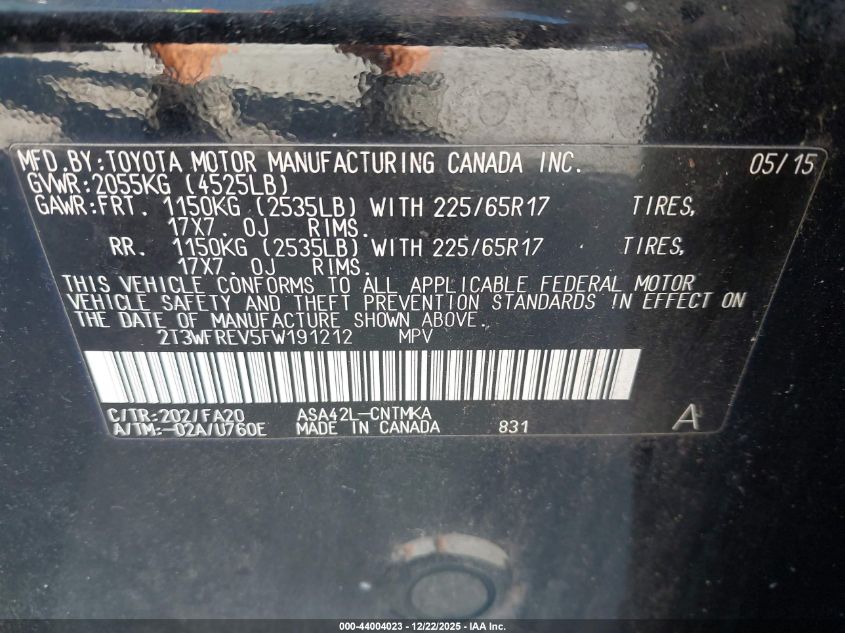 MFD.BY:TOYOTA MOTOR MANUFACTURING CANADA INC. 05/15
GVWR:2055KG (4525LB)
GAWR:FRT. 1150KG (2535LB) WITH 225/65R17 TIRES,
17X7.0J RIMS.
RR. 1150KG (2535LB) WITH 225/65R17 TIRES,
17X7.0J RIMS.
THIS VEHICLE CONFORMS TO ALL APPLICABLE FEDERAL MOTOR
VEHICLE SAFETY AND THEFT PREVENTION STANDARDS IN EFFECT ON
THE DATE OF MANUFACTURE SHOWN ABOVE.
2T3WFREV5FW191212 MPV
C/TR:202/FA20 ASA42L-CNTMKA
A/TM:-02A/U760E MADE IN CANADA 831 A
000-44004023 - 12/22/2025 - IAA Inc.